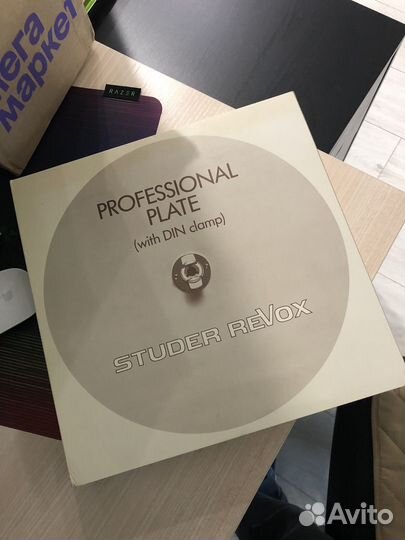 мега
маркет
RAZER
PROFESSIONAL
PLATE
(with DIN clamp)
STUDER REVOX
Avito